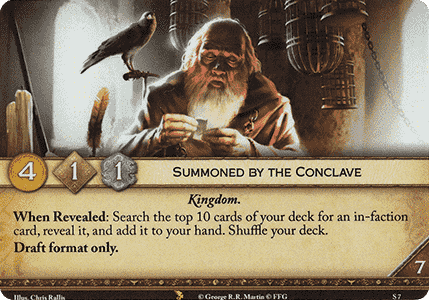 4 1 1 SUMMONED BY THE CONCLAVE
Kingdom.
When Revealed: Search the top 10 cards of your deck for an in-faction
card, reveal it, and add it to your hand. Shuffle your deck.
Draft format only.
7
Illus. Chris Rallis © George R.R. Martin © FFG S 7